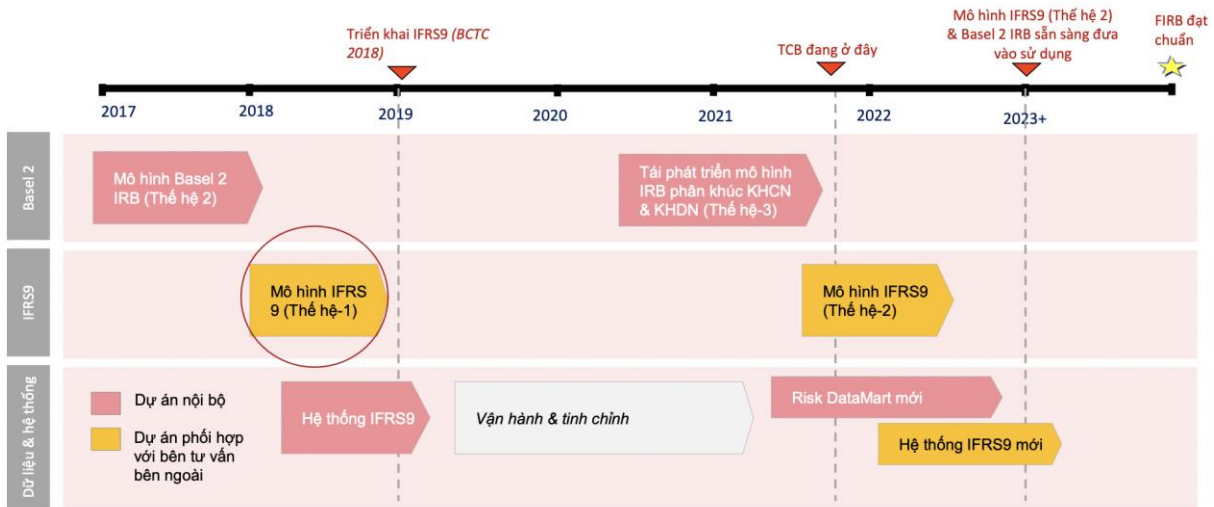 Triển khai IFRS9 (BCTC
2018)
TCB đang ở đây
Mô hình IFRS9 (Thế hệ 2)
& Basel 2 IRB sẵn sàng đưa
vào sử dụng
FIRB đạt
chuẩn
2017
2018
2019
2020
2021
2022
2023+
Basel 2
Mô hình Basel 2
IRB (Thế hệ 2)
Tái phát triển mô hình
IRB phân khúc KHCN
& KHDN (Thế hệ-3)
IFRS9
Mô hình IFRS
9 (Thế hệ-1)
Mô hình IFRS9
(Thế hệ-2)
Dữ liệu & hệ thống
Dự án nội bộ
Dự án phối hợp
với bên tư vấn
bên ngoài
Hệ thống IFRS9
Vận hành & tinh chỉnh
Risk DataMart mới
Hệ thống IFRS9 mới